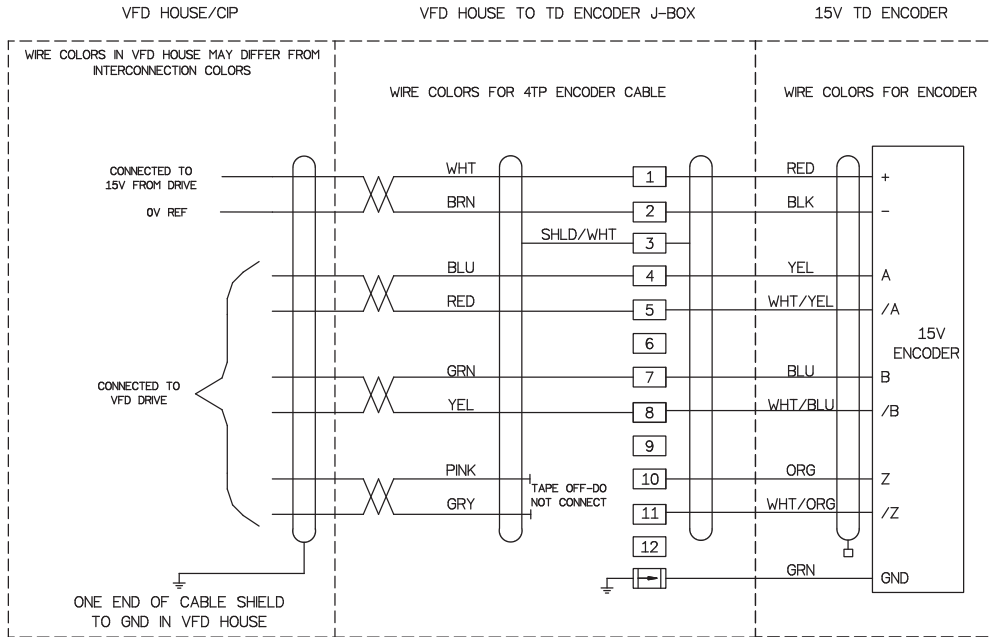 VFD HOUSE/CIP
VFD HOUSE TO TD ENCODER J-BOX
15V TD ENCODER
WIRE COLORS IN VFD HOUSE MAY DIFFER FROM
INTERCONNECTION COLORS
WIRE COLORS FOR 4TP ENCODER CABLE
WIRE COLORS FOR ENCODER
CONNECTED TO
15V FROM DRIVE
WHT
1
RED
+
0V REF
BRN
2
BLK
-
SHLD/WHT
3
BLU
4
YEL
A
RED
5
WHT/YEL
/A
6
15V
ENCODER
CONNECTED TO
VFD DRIVE
GRN
7
BLU
B
YEL
8
WHT/BLU
/B
9
PINK
TAPE OFF-DO
NOT CONNECT
10
ORG
Z
GRY
11
WHT/ORG
/Z
12
GRN
GND
ONE END OF CABLE SHIELD
TO GND IN VFD HOUSE